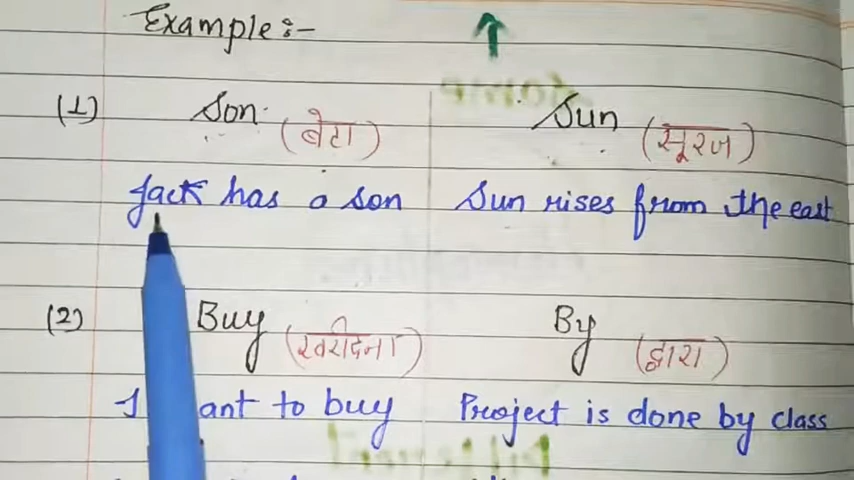 Example:-
(1) Son (बेटा) Sun (सूरज)
Jack has a son Sun rises from the east
(2) Buy (खरीदना) By (द्वारा)
I to buy Project is done by class